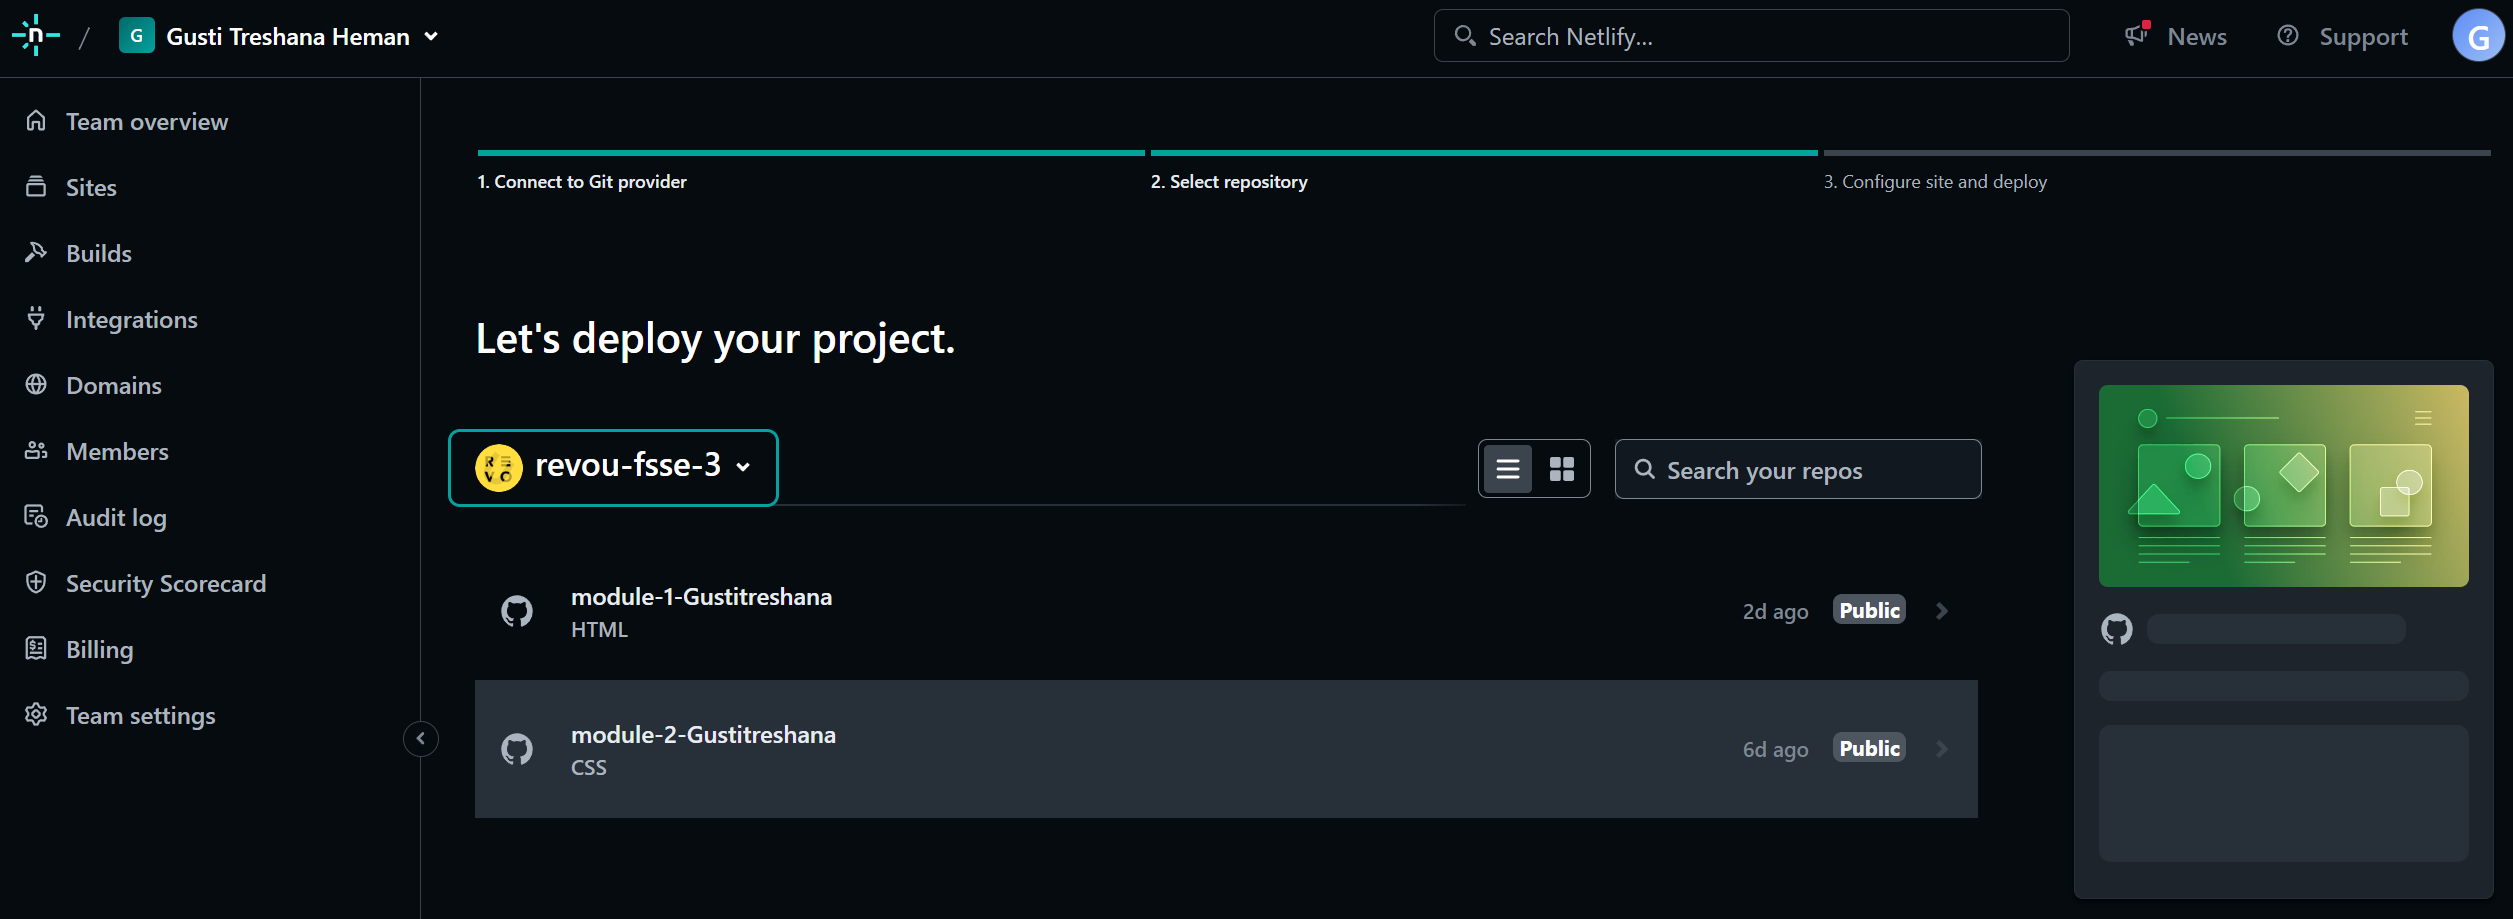 n / G Gusti Treshana Heman
Search Netlify...
News
Support
G
Team overview
Sites
Builds
Integrations
Domains
Members
Audit log
Security Scorecard
Billing
Team settings
1. Connect to Git provider
2. Select repository
3. Configure site and deploy
Let's deploy your project.
revou-fsse-3
Search your repos
module-1-Gustitreshana
HTML
2d ago Public
module-2-Gustitreshana
CSS
6d ago Public